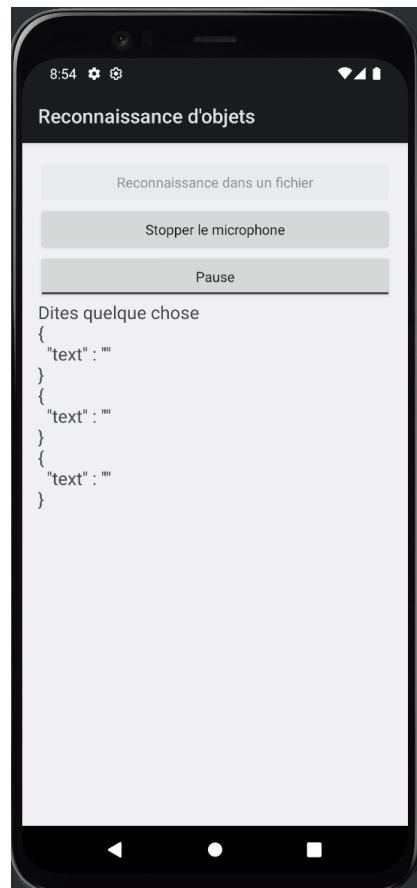 8:54
Reconnaissance d'objets
Reconnaissance dans un fichier
Stopper le microphone
Pause
Dites quelque chose
{
"text" : ""
}
{
"text" : ""
}
{
"text" : ""
}